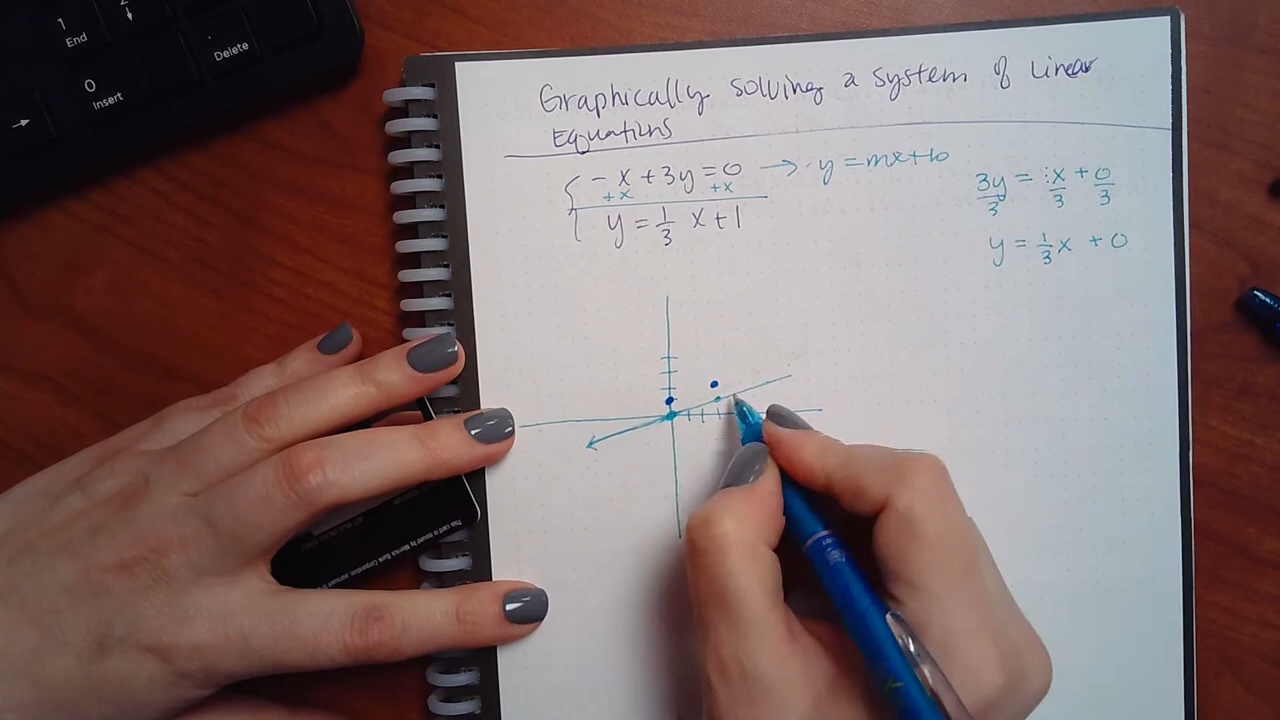 1
End
2
↓
.
Delete
0
Insert
→
Graphically solving a system of Linear
Equations
{ -x + 3y = 0 → y = mx+b
+x +x
y = 1/3 x + 1
3y/3 = x/3 + 0/3
y = 1/3 x + 0